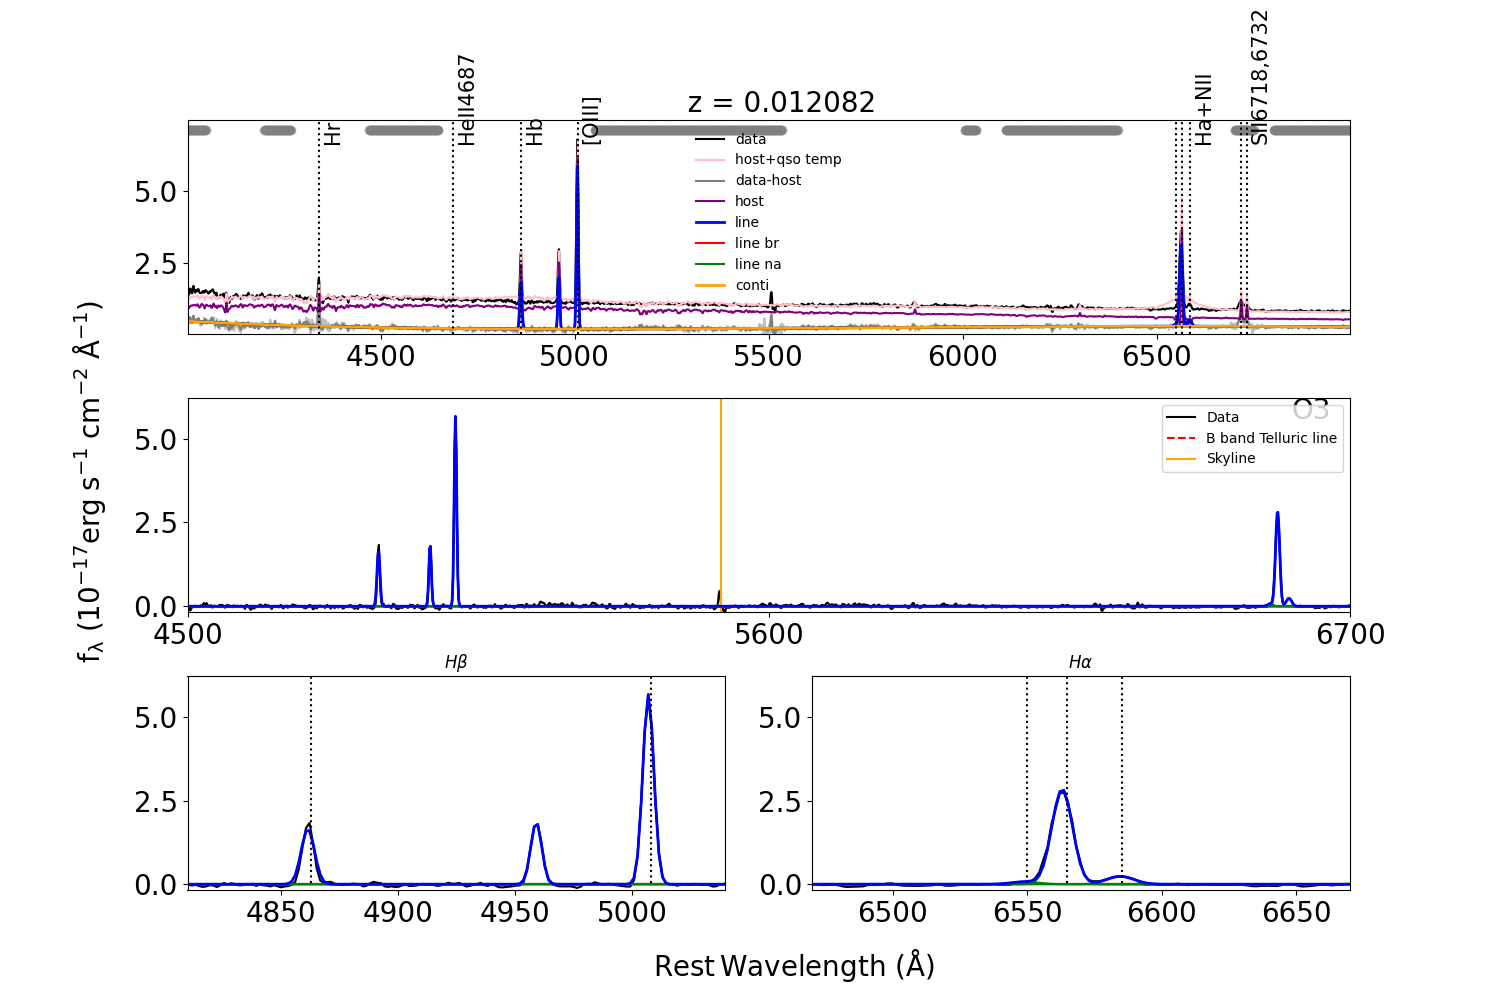 z = 0.012082
Hr
HeII4687
Hb
[OIII]
Ha+NII
SII6718,6732
data
host+qso temp
data-host
host
line
line br
line na
conti
5.0
2.5
4500 5000 5500 6000 6500
O3
Data
B band Telluric line
Skyline
5.0
2.5
0.0
4500 5600 6700
fλ (10⁻¹⁷erg s⁻¹ cm⁻² Å⁻¹)
Hβ
5.0
2.5
0.0
4850 4900 4950 5000
Hα
5.0
2.5
0.0
6500 6550 6600 6650
Rest Wavelength (Å)